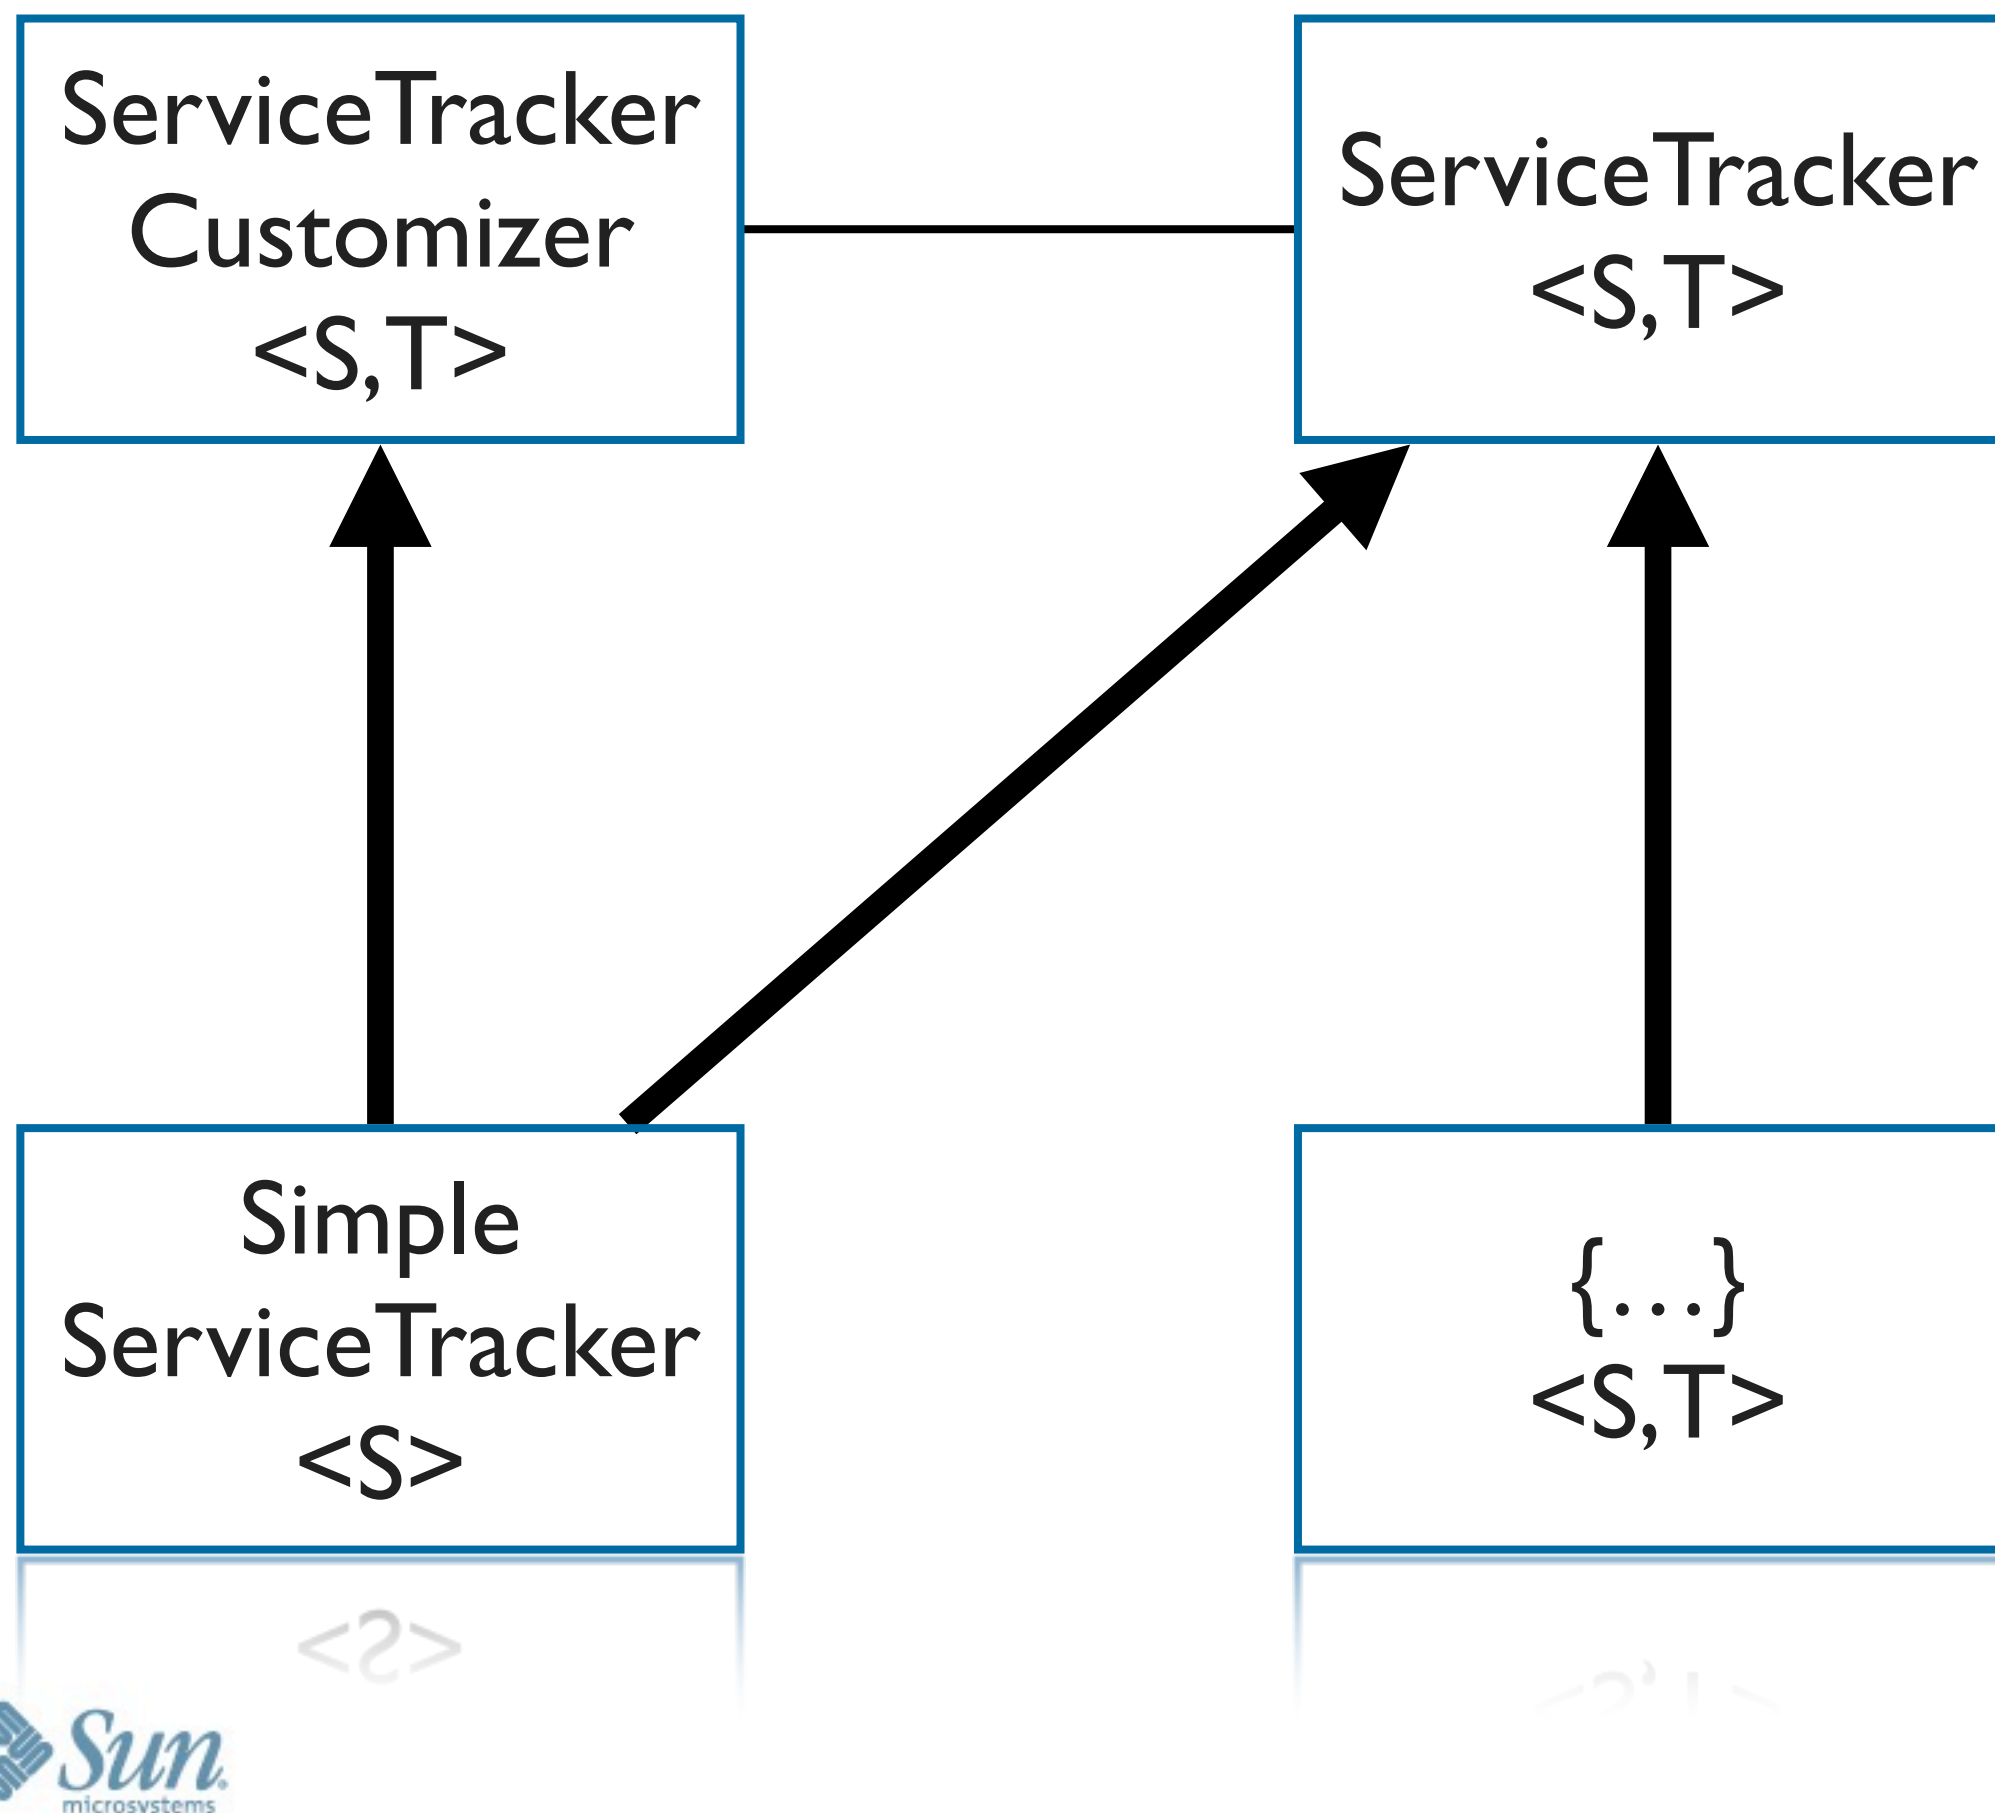 ServiceTracker
Customizer
<S,T>
ServiceTracker
<S,T>
Simple
ServiceTracker
<S>
{...}
<S,T>
Sun
microsystems